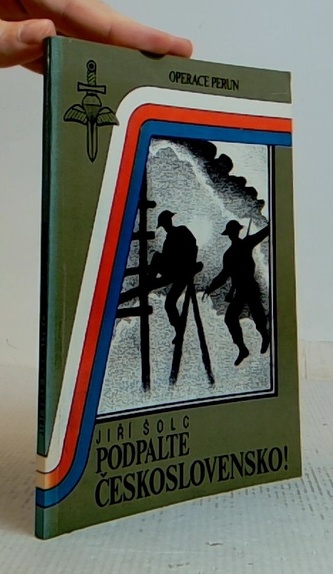 OPERACE PERUN
JIŘÍ ŠOLC
PODPALTE
ČESKOSLOVENSKO!